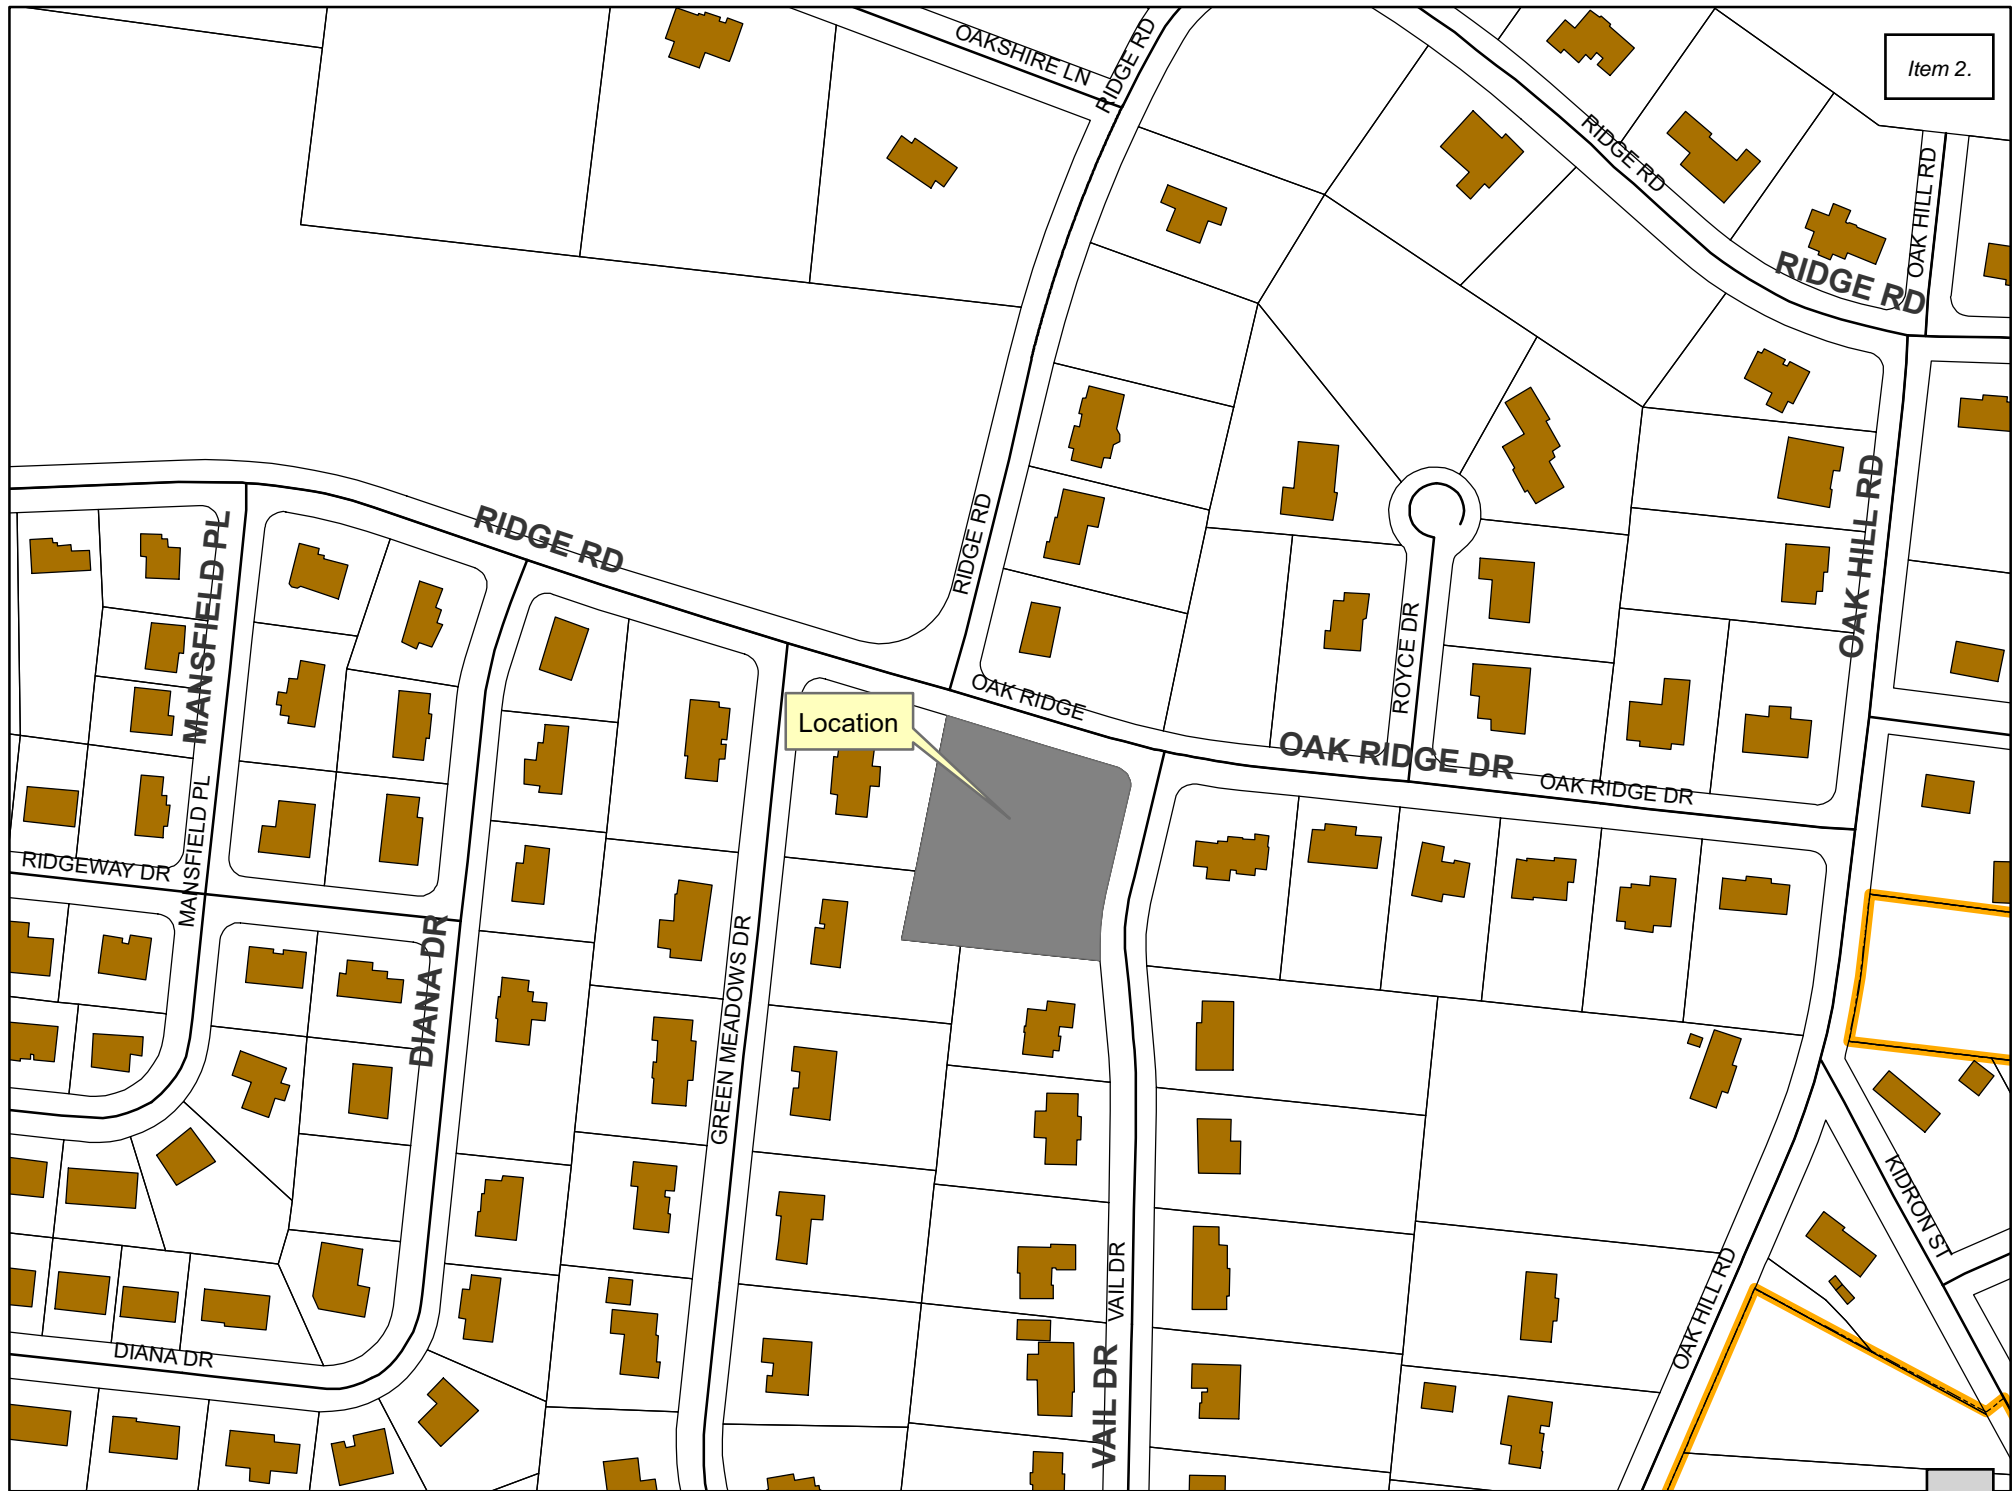 OAKSHIRE LN
RIDGE RD
Item 2.
RIDGE RD
OAK HILL RD
RIDGE RD
RIDGE RD
RIDGE RD
MANSFIELD PL
OAK HILL RD
ROYCE DR
OAK RIDGE
Location
OAK RIDGE DR
OAK RIDGE DR
MANSFIELD PL
RIDGEWAY DR
DIANA DR
GREEN MEADOWS DR
KIDRON ST
VAIL DR
OAK HILL RD
DIANA DR
VAIL DR